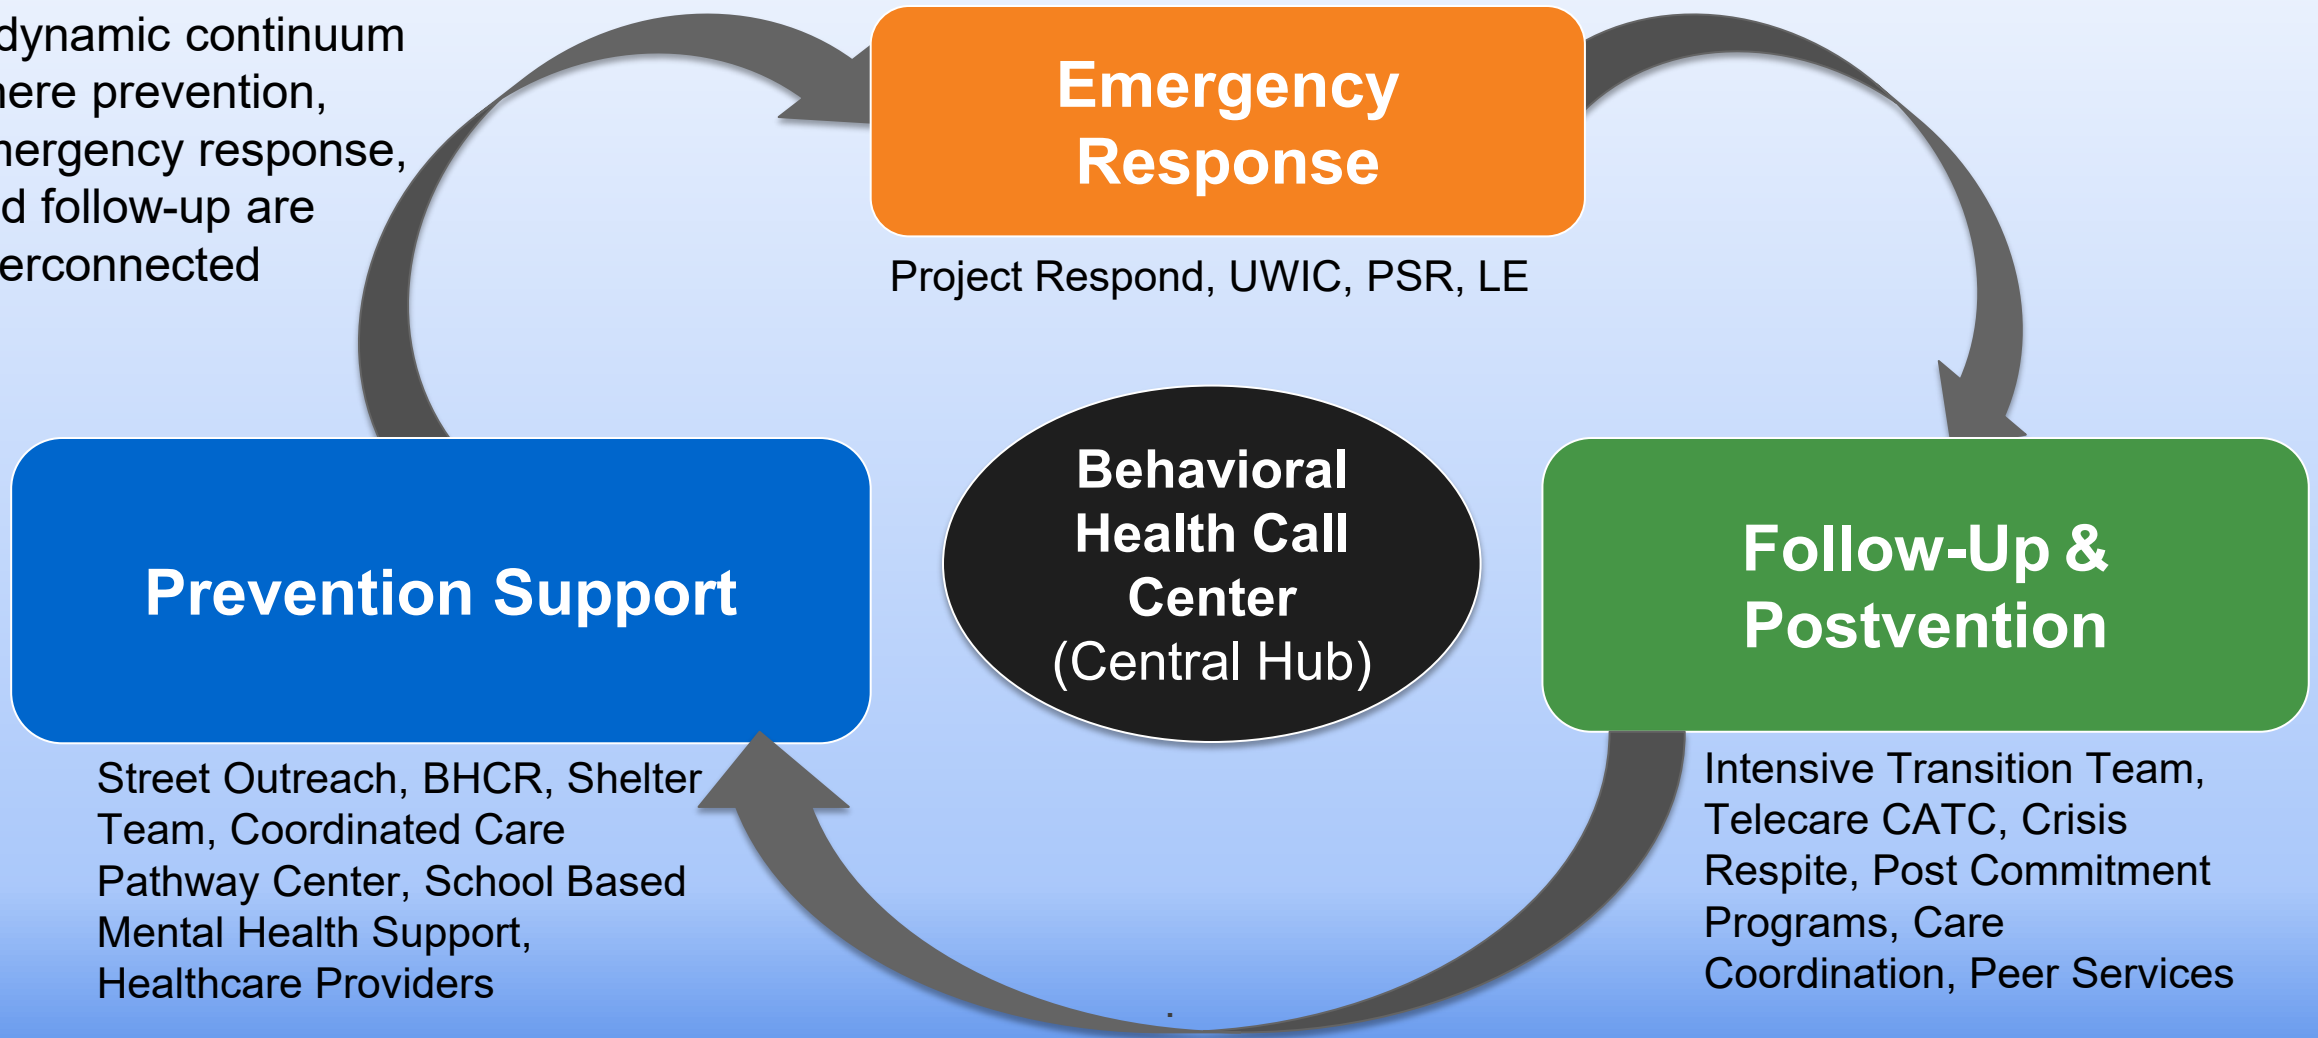 dynamic continuum
here prevention,
mergency response,
d follow-up are
erconnected
Emergency
Response
Project Respond, UWIC, PSR, LE
Prevention Support
Behavioral
Health Call
Center
(Central Hub)
Follow-Up &
Postvention
Street Outreach, BHCR, Shelter
Team, Coordinated Care
Pathway Center, School Based
Mental Health Support,
Healthcare Providers
Intensive Transition Team,
Telecare CATC, Crisis
Respite, Post Commitment
Programs, Care
Coordination, Peer Services
.